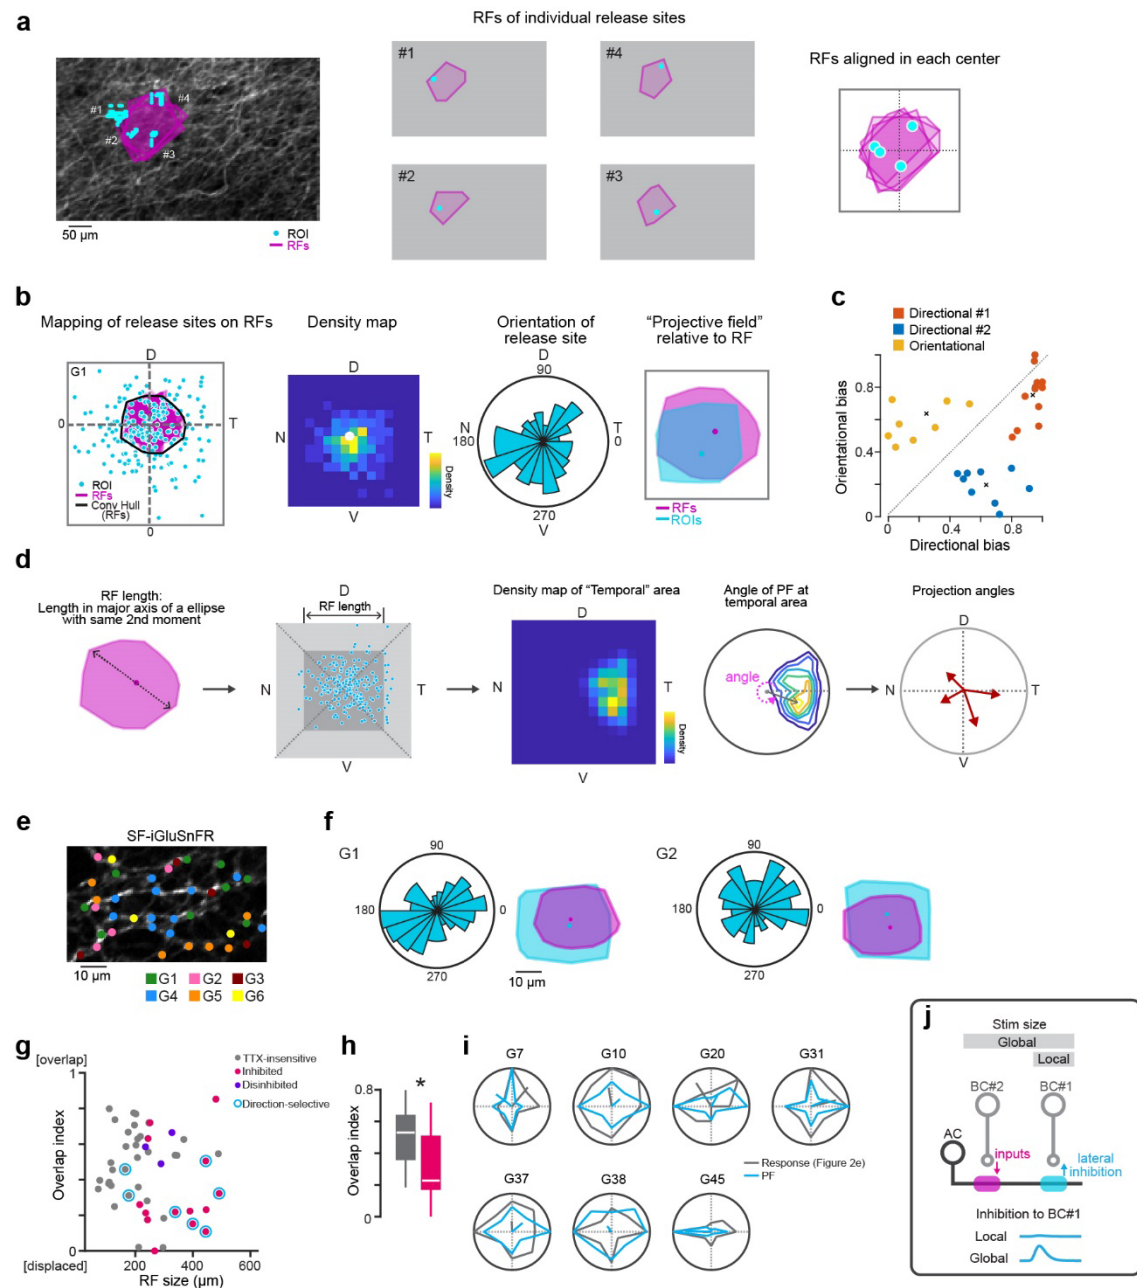 a
RFs of individual release sites
#1
#2
#3
#4
50 µm
ROI
RFs
#1
#4
#2
#3
RFs aligned in each center
b
Mapping of release sites on RFs
D
G1
0
T
ROI
RFs
Conv Hull
(RFs)
0
Density map
D
N
T
Density
V
Orientation of
release site
D
90
N
180
T
0
270
V
"Projective field"
relative to RF
RFs
ROIs
c
Directional #1
Directional #2
Orientational
Orientational bias
0.8
0.4
0
0
0.4
0.8
Directional bias
d
RF length:
Length in major axis of a ellipse
with same 2nd moment
D
RF length
N
T
V
Density map of "Temporal" area
D
N
T
Density
V
Angle of PF at
temporal area
angle
Projection angles
D
N
T
V
e
SF-iGluSnFR
10 µm
G1
G2
G3
G4
G5
G6
f
G1
90
180
0
270
10 µm
G2
90
180
0
270
g
[overlap]
1
Overlap index
0
[displaced]
200
400
600
RF size (µm)
TTX-insensitive
Inhibited
Disinhibited
Direction-selective
h
0.8
Overlap index
0
*
i
G7
G10
G20
G31
Response (Figure 2e)
PF
G37
G38
G45
j
Stim size
Global
Local
BC#2
BC#1
AC
inputs
lateral
inhibition
Inhibition to BC#1
Local
Global